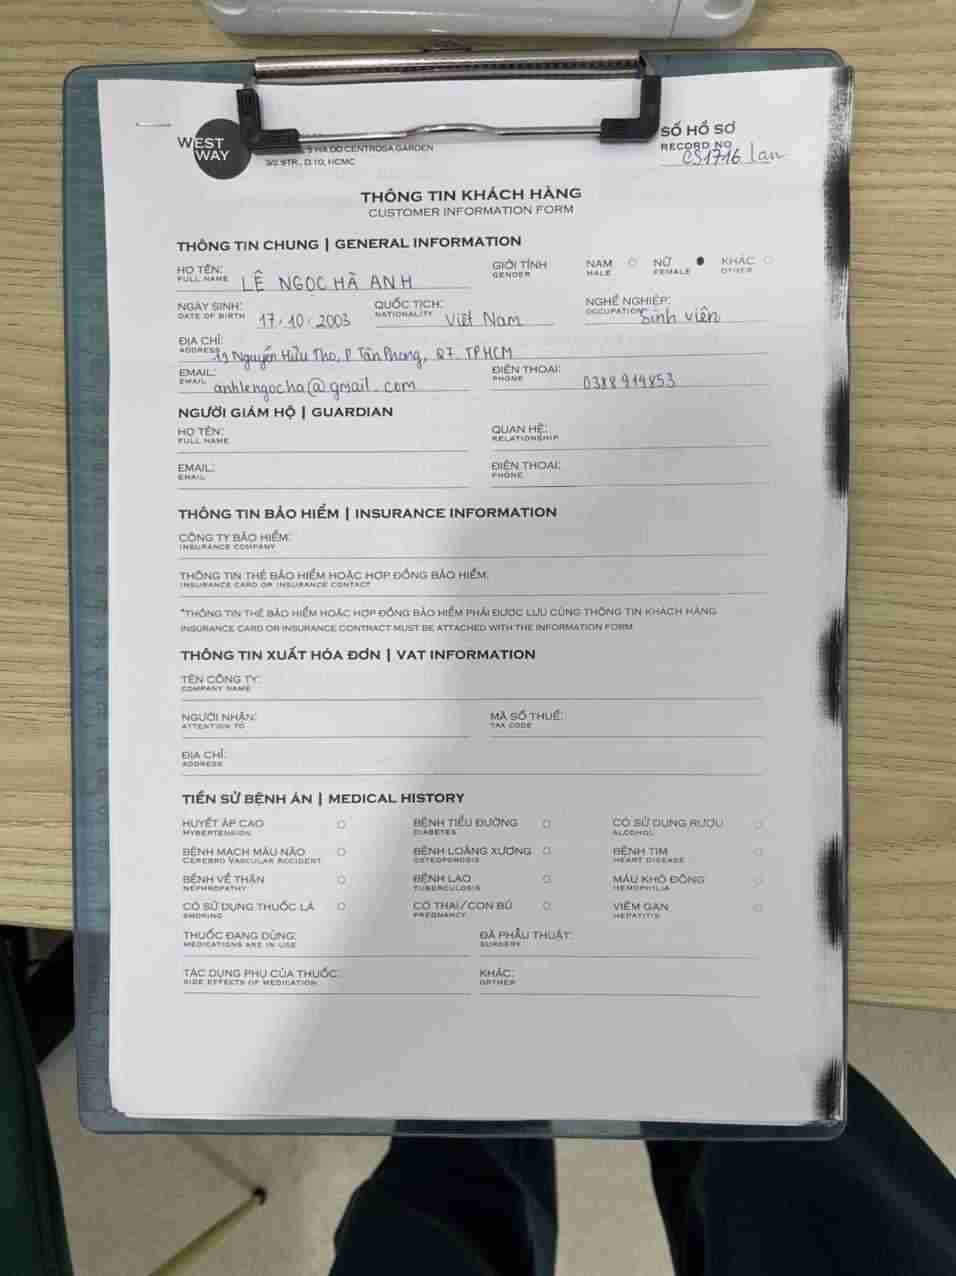 WEST WAY
HA DO CENTROSA GARDEN
3/2 STR., D.10, HCMC
SỐ HỒ SƠ
RECORD NO
CS1716 lan
THÔNG TIN KHÁCH HÀNG
CUSTOMER INFORMATION FORM
THÔNG TIN CHUNG | GENERAL INFORMATION
HỌ TÊN: LÊ NGỌC HÀ ANH GIỚI TÍNH NAM NỮ KHÁC
FULL NAME GENDER MALE FEMALE OTHER
NGÀY SINH: 17.10.2003 QUỐC TỊCH: Việt Nam NGHỀ NGHIỆP: Sinh viên
DATE OF BIRTH NATIONALITY OCCUPATION
ĐỊA CHỈ: 19 Nguyễn Hữu Thọ, P Tân Phong, Q7. TPHCM
ADDRESS
EMAIL: anhlengocha@gmail.com ĐIỆN THOẠI: 0388919853
EMAIL PHONE
NGƯỜI GIÁM HỘ | GUARDIAN
HỌ TÊN: QUAN HỆ:
FULL NAME RELATIONSHIP
EMAIL: ĐIỆN THOẠI:
EMAIL PHONE
THÔNG TIN BẢO HIỂM | INSURANCE INFORMATION
CÔNG TY BẢO HIỂM:
INSURANCE COMPANY
THÔNG TIN THẺ BẢO HIỂM HOẶC HỢP ĐỒNG BẢO HIỂM:
INSURANCE CARD OR INSURANCE CONTACT
*THÔNG TIN THẺ BẢO HIỂM HOẶC HỢP ĐỒNG BẢO HIỂM PHẢI ĐƯỢC LƯU CÙNG THÔNG TIN KHÁCH HÀNG
INSURANCE CARD OR INSURANCE CONTRACT MUST BE ATTACHED WITH THE INFORMATION FORM
THÔNG TIN XUẤT HÓA ĐƠN | VAT INFORMATION
TÊN CÔNG TY:
COMPANY NAME
NGƯỜI NHẬN: MÃ SỐ THUẾ:
ATTENTION TO TAX CODE
ĐỊA CHỈ:
ADDRESS
TIỀN SỬ BỆNH ÁN | MEDICAL HISTORY
HUYẾT ÁP CAO BỆNH TIỂU ĐƯỜNG CÓ SỬ DỤNG RƯỢU
HYBERTENSION DIABETES ALCOHOL
BỆNH MẠCH MÁU NÃO BỆNH LOÃNG XƯƠNG BỆNH TIM
CEREBRO VASCULAR ACCIDENT OSTEOPOROSIS HEART DISEASE
BỆNH VỀ THẬN BỆNH LAO MÁU KHÓ ĐÔNG
NEPHROPATHY TUBERCULOSIS HEMOPHILIA
CÓ SỬ DỤNG THUỐC LÁ CÓ THAI/CON BÚ VIÊM GAN
SMOKING PREGNANCY HEPATITIS
THUỐC ĐANG DÙNG: ĐÃ PHẪU THUẬT:
MEDICATIONS ARE IN USE SURGERY
TÁC DỤNG PHỤ CỦA THUỐC: KHÁC:
SIDE EFFECTS OF MEDICATION ORTHER